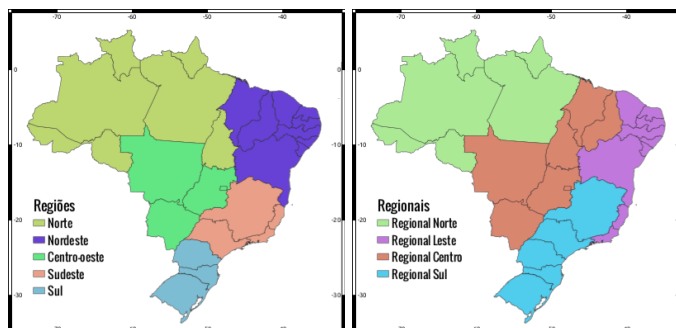 -70 -60 -50 -40
0
-10
-20
-30
Regiões
Norte
Nordeste
Centro-oeste
Sudeste
Sul
-70 -60 -50 -40
0
-10
-20
-30
Regionais
Regional Norte
Regional Leste
Regional Centro
Regional Sul